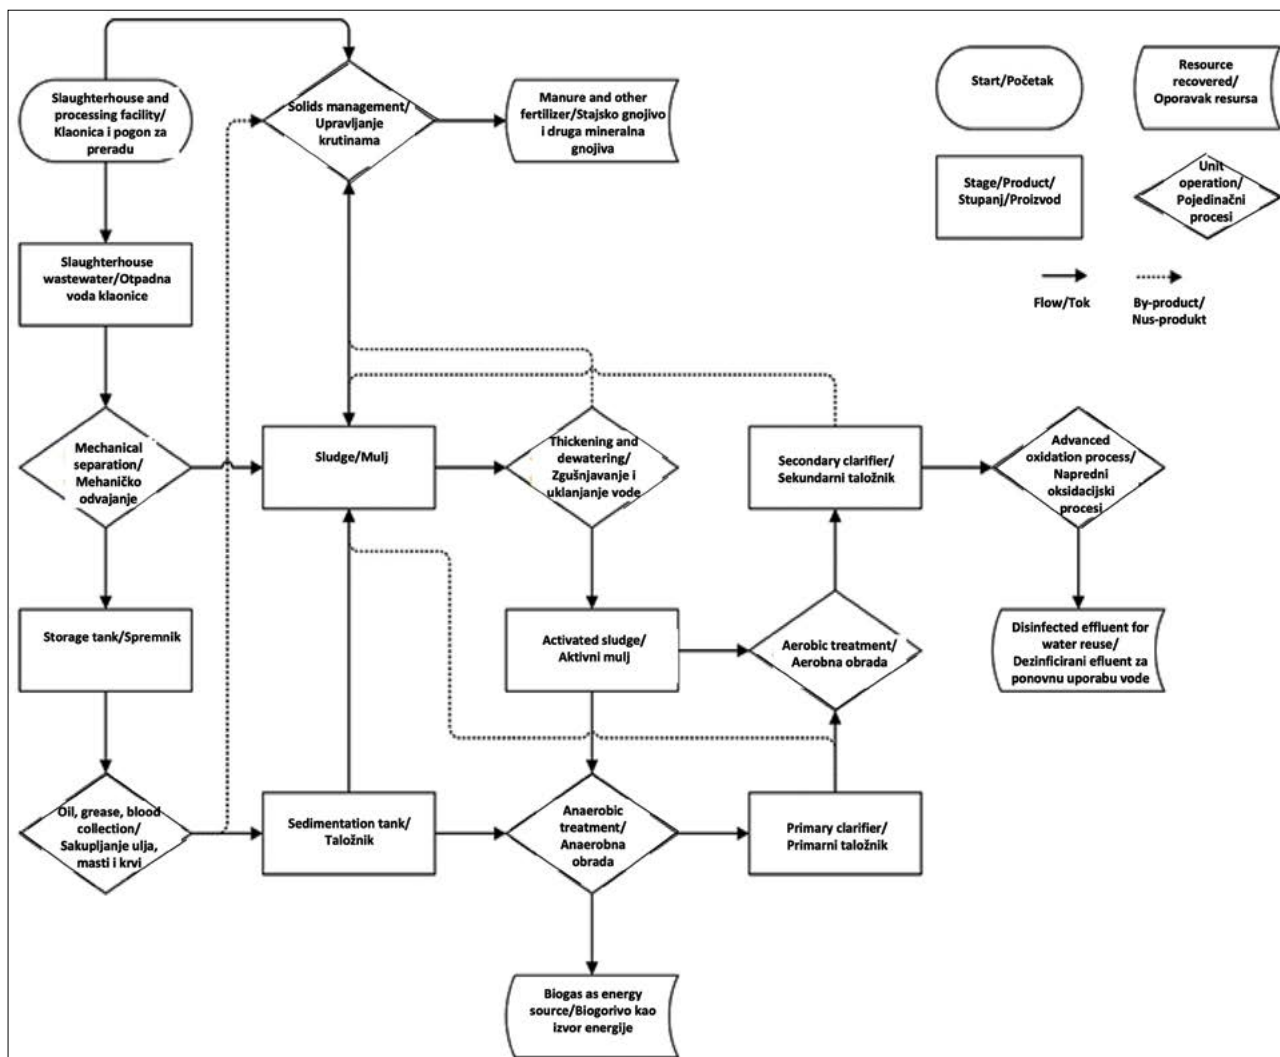 Slaughterhouse and
processing facility/
Klaonica i pogon za
preradu
Solids management/
Upravljanje
krutinama
Manure and other
fertilizer/Stajsko gnojivo
i druga mineralna
gnojiva
Start/Početak
Resource
recovered/
Oporavak resursa
Stage/Product/
Stupanj/Proizvod
Unit
operation/
Pojedinačni
procesi
Flow/Tok
By-product/
Nus-produkt
Slaughterhouse
wastewater/Otpadna
voda klaonice
Mechanical
separation/
Mehaničko
odvajanje
Sludge/Mulj
Thickening and
dewatering/
Zgušnjavanje i
uklanjanje vode
Secondary clarifier/
Sekundarni taložnik
Advanced
oxidation process/
Napredni
oksidacijski
procesi
Storage tank/Spremnik
Activated sludge/
Aktivni mulj
Aerobic treatment/
Aerobna obrada
Disinfected effluent for
water reuse/
Dezinficirani efluent za
ponovnu uporabu vode
Oil, grease, blood
collection/
Sakupljanje ulja,
masti i krvi
Sedimentation tank/
Taložnik
Anaerobic
treatment/
Anaerobna
obrada
Primary clarifier/
Primarni taložnik
Biogas as energy
source/Biogorivo kao
izvor energije